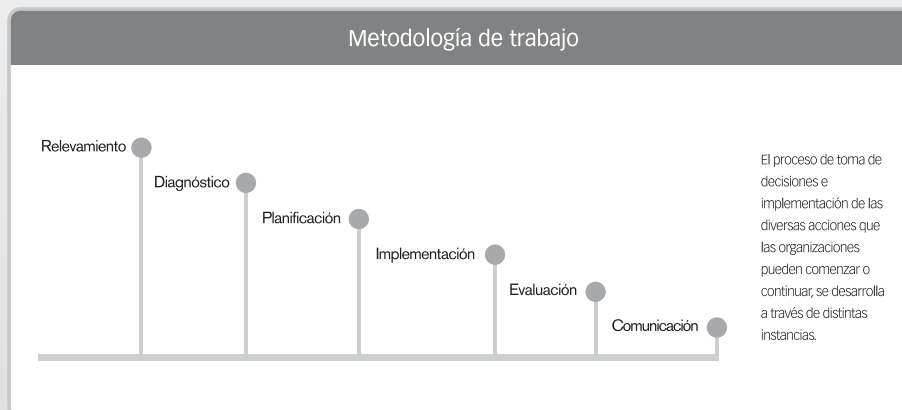 Metodología de trabajo
Relevamiento
Diagnóstico
Planificación
Implementación
Evaluación
Comunicación
El proceso de toma de
decisiones e
implementación de las
diversas acciones que
las organizaciones
pueden comenzar o
continuar, se desarrolla
a través de distintas
instancias.